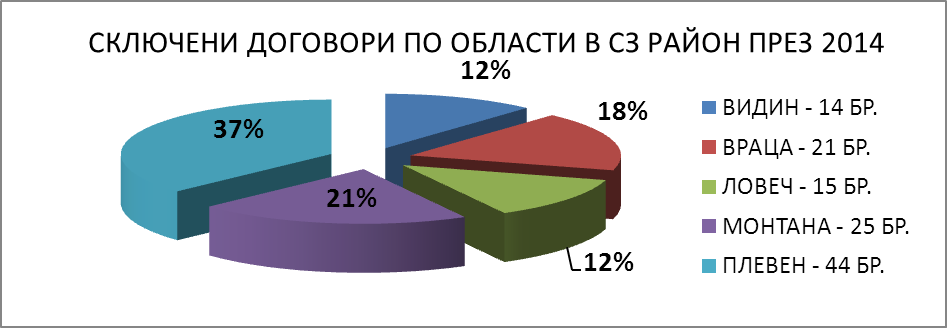 СКЛЮЧЕНИ ДОГОВОРИ ПО ОБЛАСТИ В СЗ РАЙОН ПРЕЗ 2014
12%
18%
37%
21%
12%
ВИДИН - 14 БР.
ВРАЦА - 21 БР.
ЛОВЕЧ - 15 БР.
МОНТАНА - 25 БР.
ПЛЕВЕН - 44 БР.